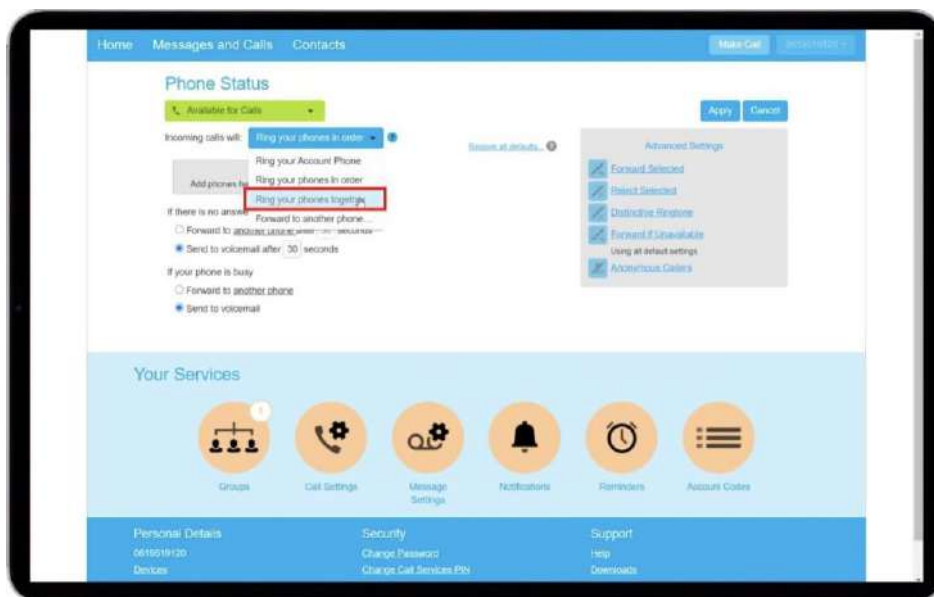 Home Messages and Calls Contacts Make Call
Phone Status
Available for Calls
Apply Cancel
Incoming calls will: Ring your phones in order
Advanced Settings
Ring your Account Phone
Forward Selected
Add phones Ring your phones in order
Reject Selected
Ring your phones together
Distinctive Ringtone
If there is no Forward to another phone...
Forward If Unavailable
Forward to another phone after seconds
Using all default settings
Send to voicemail after 30 seconds
Anonymous Callers
If your phone is busy
Forward to another phone
Send to voicemail
Your Services
Groups Call Settings Message Settings Notifications Reminders Account Codes
Personal Details Security Support
0619519120 Change Password Help
Devices Change Call Services PIN Downloads